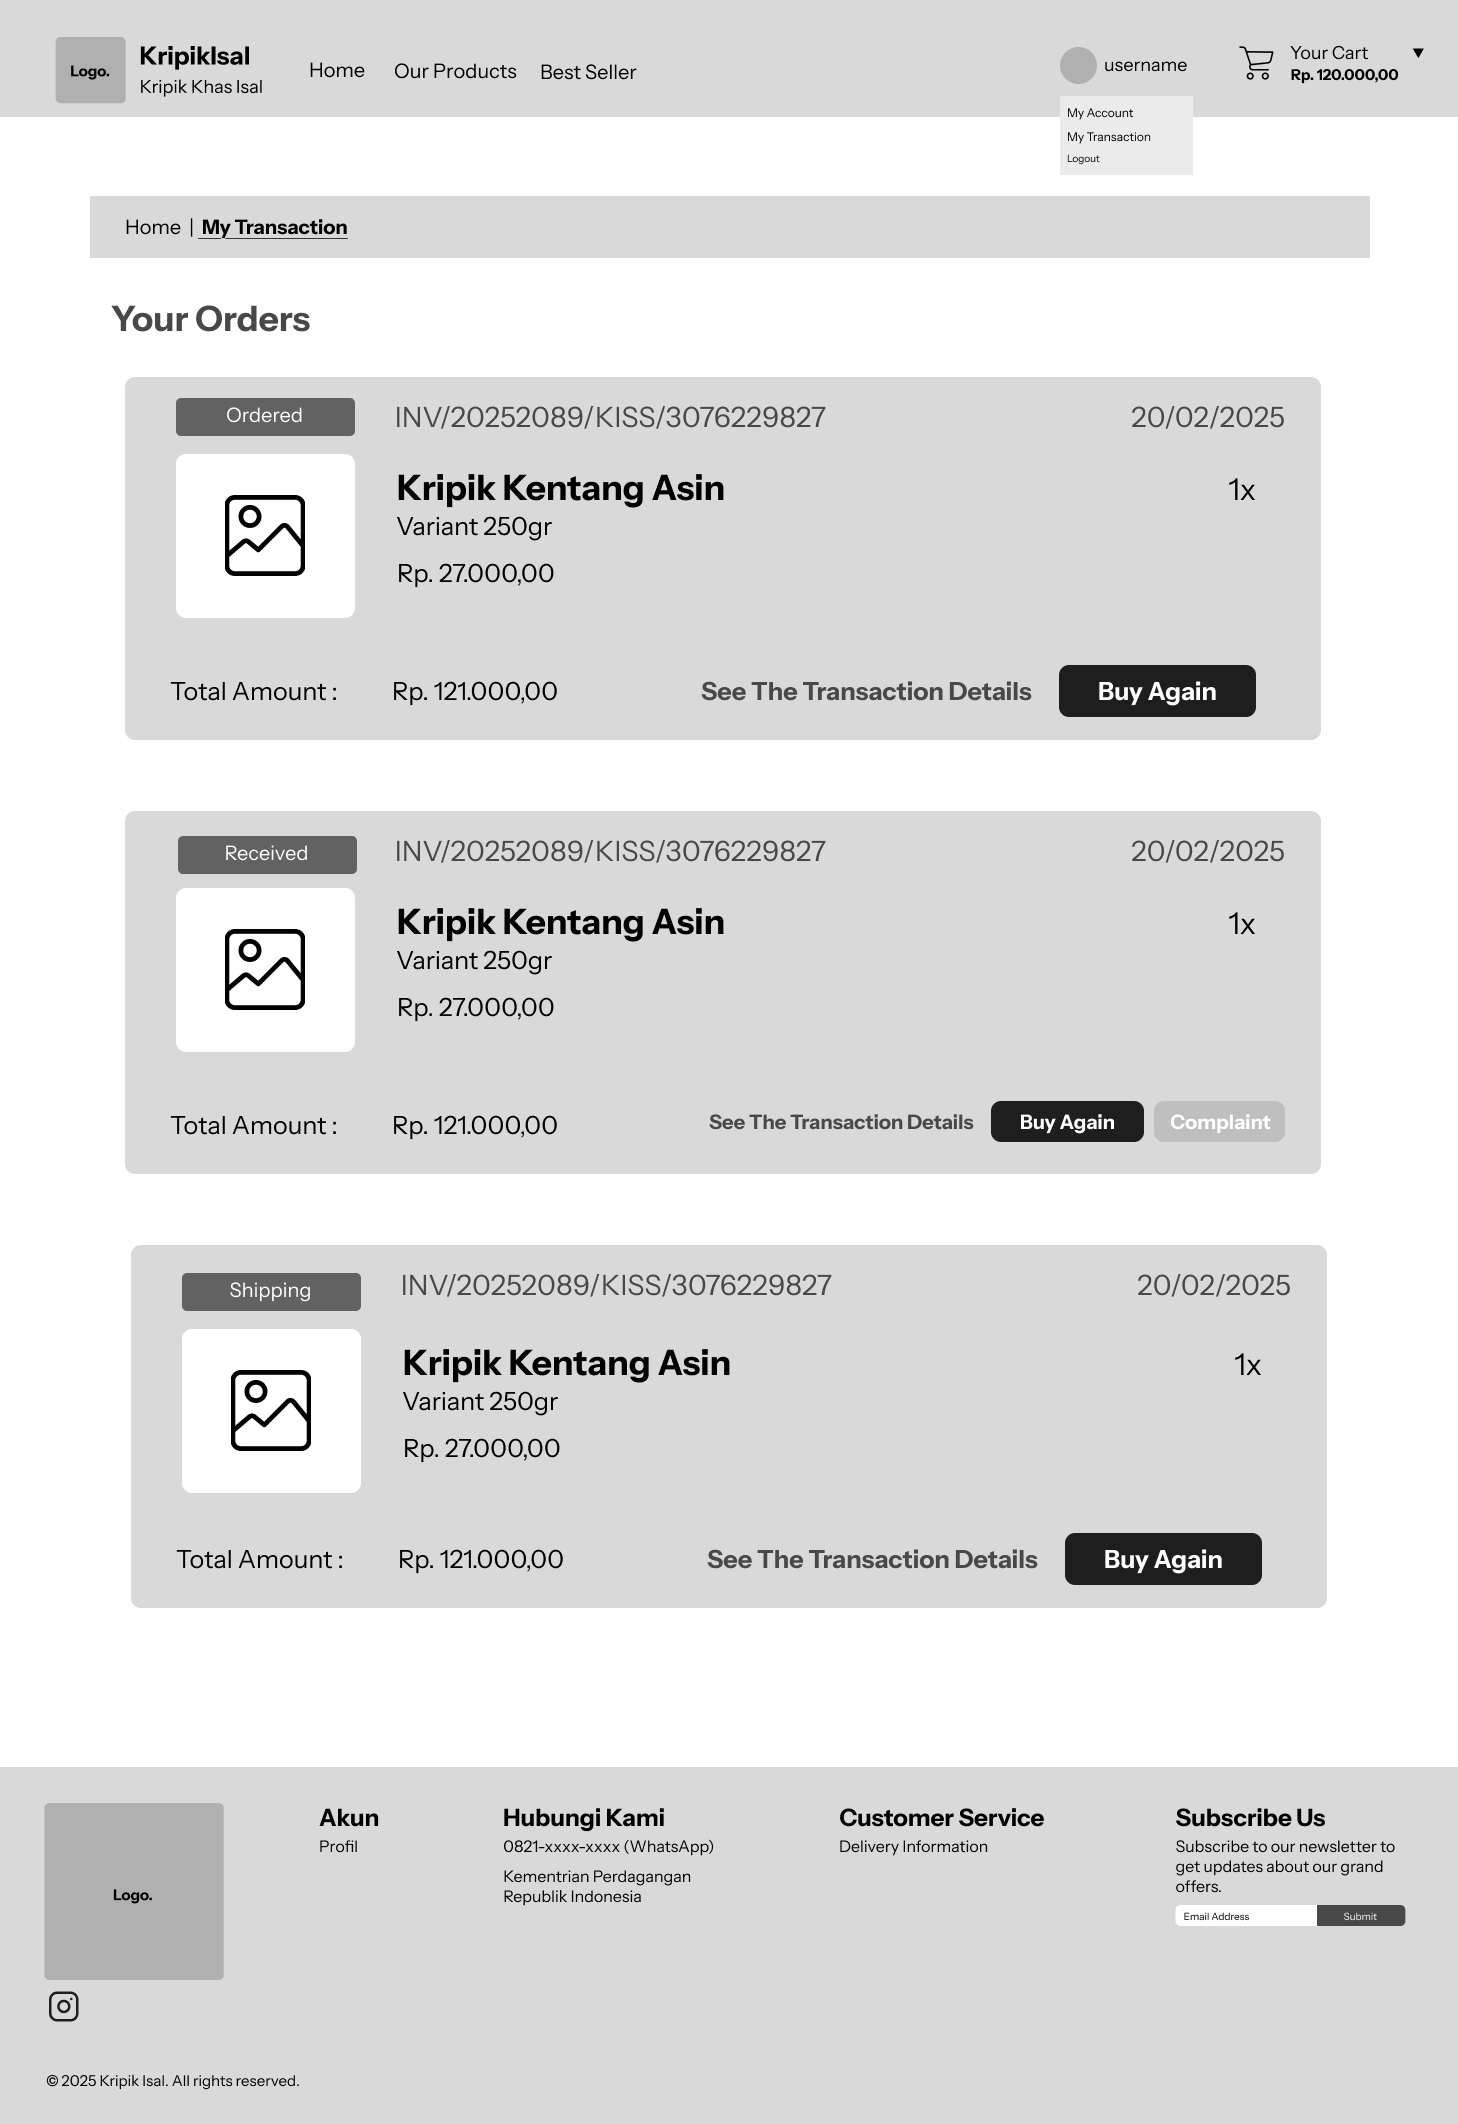 Logo.
KripikIsal
Kripik Khas Isal
Home
Our Products
Best Seller
username
Your Cart
Rp. 120.000,00
My Account
My Transaction
Logout
Home | My Transaction
Your Orders
Ordered
INV/20252089/KISS/3076229827
20/02/2025
Kripik Kentang Asin
1x
Variant 250gr
Rp. 27.000,00
Total Amount :
Rp. 121.000,00
See The Transaction Details
Buy Again
Received
INV/20252089/KISS/3076229827
20/02/2025
Kripik Kentang Asin
1x
Variant 250gr
Rp. 27.000,00
Total Amount :
Rp. 121.000,00
See The Transaction Details
Buy Again
Complaint
Shipping
INV/20252089/KISS/3076229827
20/02/2025
Kripik Kentang Asin
1x
Variant 250gr
Rp. 27.000,00
Total Amount :
Rp. 121.000,00
See The Transaction Details
Buy Again
Logo.
Akun
Profil
Hubungi Kami
0821-xxxx-xxxx (WhatsApp)
Kementrian Perdagangan
Republik Indonesia
Customer Service
Delivery Information
Subscribe Us
Subscribe to our newsletter to
get updates about our grand
offers.
Email Address
Submit
© 2025 Kripik Isal. All rights reserved.